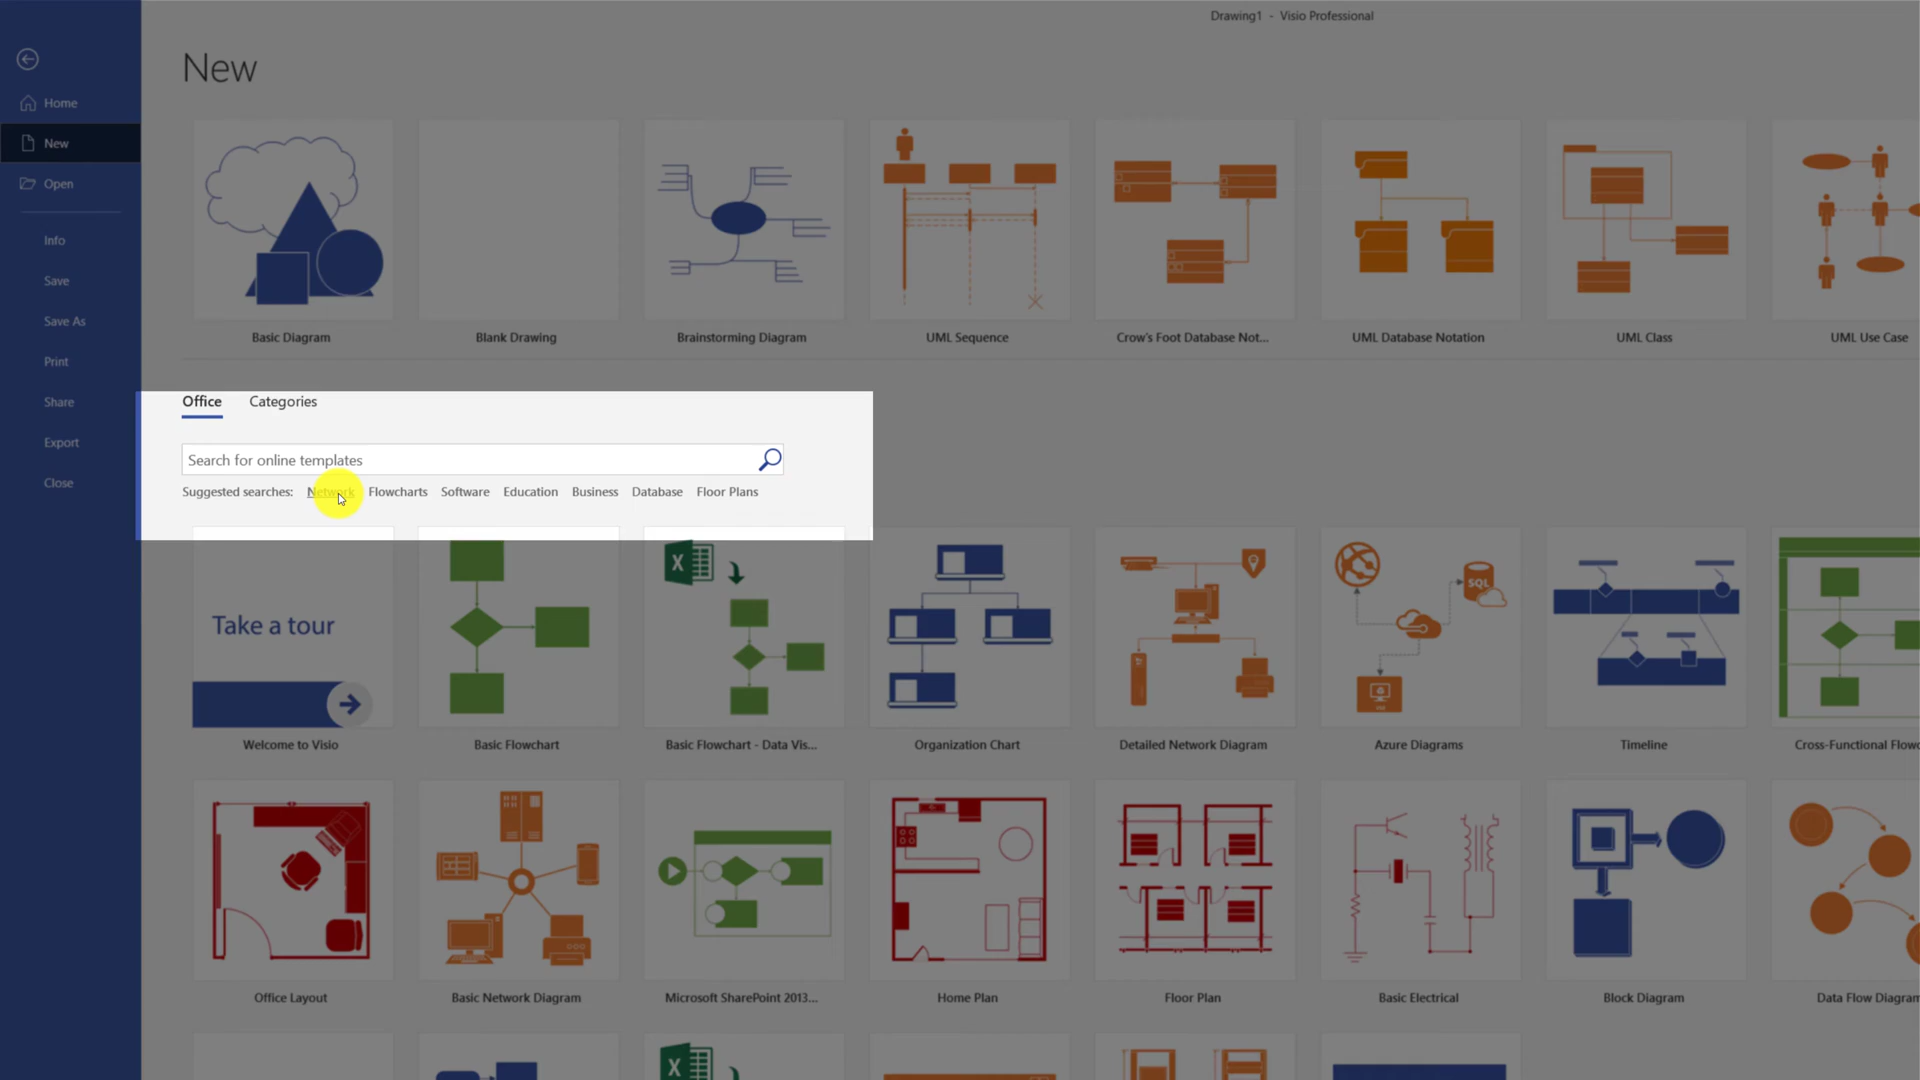 Drawing1 - Visio Professional
New
Home
New
Open
Info
Save
Save As
Print
Share
Export
Close
Basic Diagram
Blank Drawing
Brainstorming Diagram
UML Sequence
Crow's Foot Database Not...
UML Database Notation
UML Class
UML Use Case
Office Categories
Search for online templates
Suggested searches: Network Flowcharts Software Education Business Database Floor Plans
Take a tour
X
SQL
Welcome to Visio
Basic Flowchart
Basic Flowchart - Data Vis...
Organization Chart
Detailed Network Diagram
Azure Diagrams
Timeline
Cross-Functional Flowc
Office Layout
Basic Network Diagram
Microsoft SharePoint 2013...
Home Plan
Floor Plan
Basic Electrical
Block Diagram
Data Flow Diagram
X